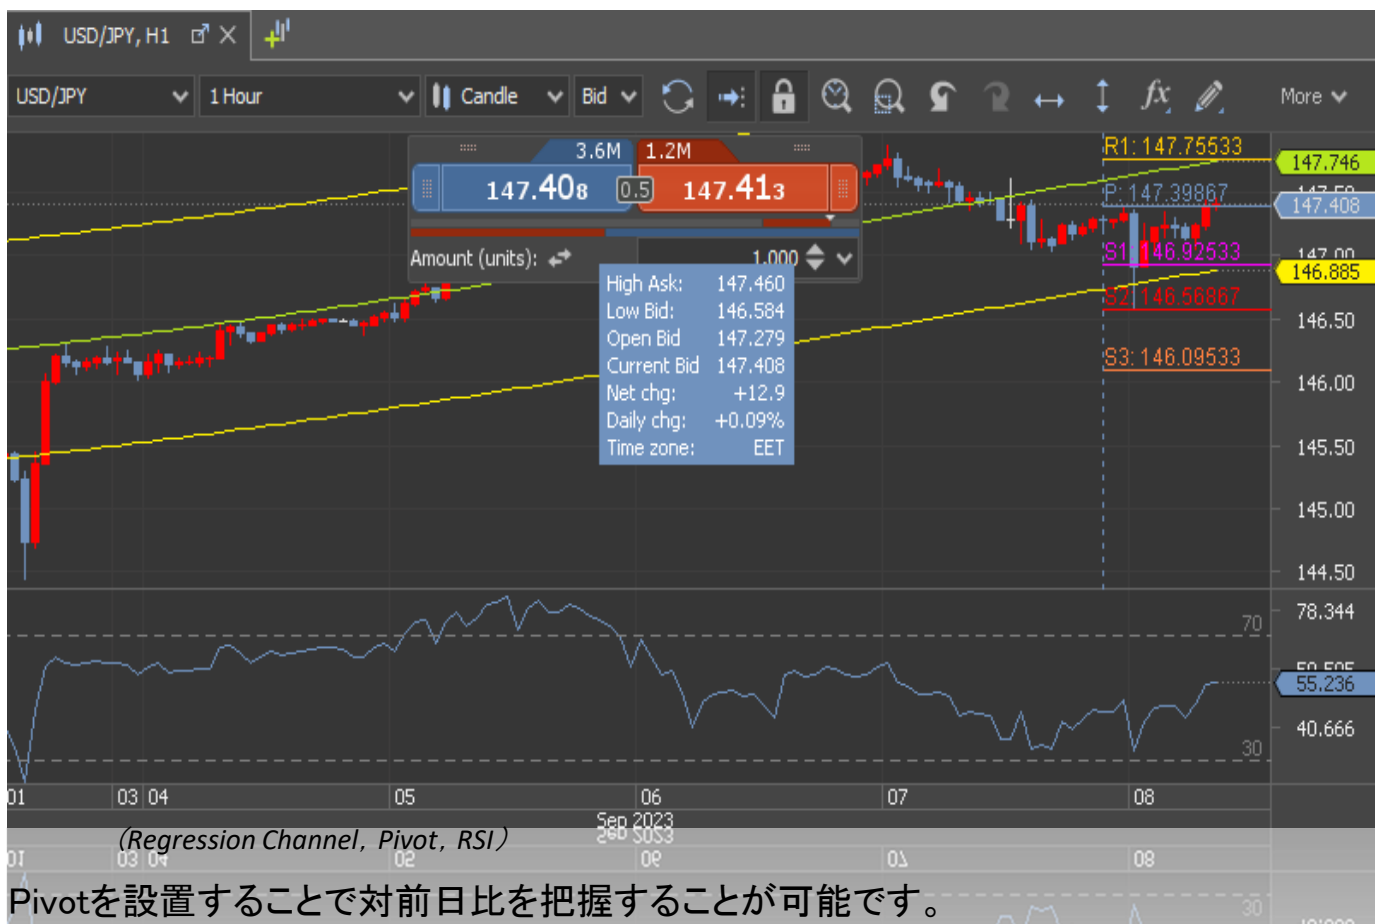 USD/JPY, H1
USD/JPY 1 Hour Candle Bid More
3.6M 1.2M
147.408 0.5 147.413
Amount (units): 1.000
High Ask: 147.460
Low Bid: 146.584
Open Bid 147.279
Current Bid 147.408
Net chg: +12.9
Daily chg: +0.09%
Time zone: EET
R1: 147.75533
P: 147.39867
S1: 146.92533
S2: 146.56867
S3: 146.09533
147.746
147.408
147.00
146.885
146.50
146.00
145.50
145.00
144.50
78.344
70
55.236
40.666
30
01 03 04 05 06 07 08
Sep 2023
(Regression Channel, Pivot, RSI)
Pivotを設置することで対前日比を把握することが可能です。